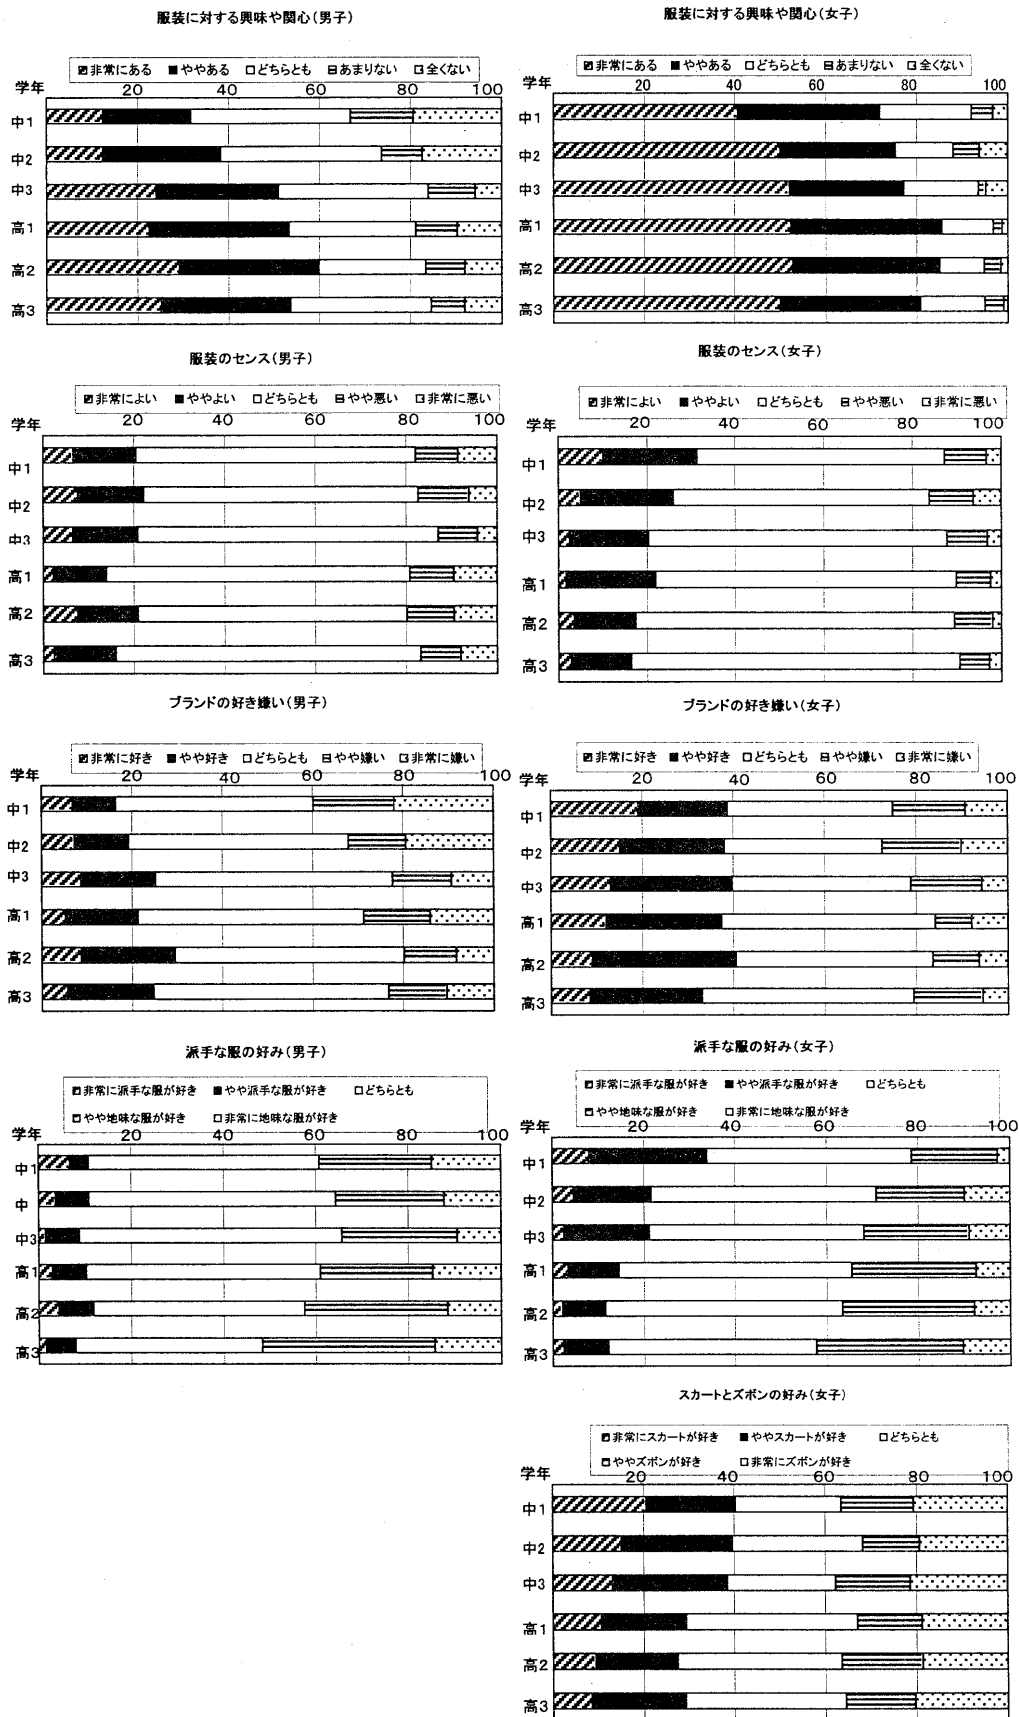 服装に対する興味や関心(男子)
非常にある ややある どちらとも あまりない 全くない
学年 20 40 60 80 100
中1
中2
中3
高1
高2
高3
服装に対する興味や関心(女子)
非常にある ややある どちらとも あまりない 全くない
学年 20 40 60 80 100
中1
中2
中3
高1
高2
高3
服装のセンス(男子)
非常によい ややよい どちらとも やや悪い 非常に悪い
学年 20 40 60 80 100
中1
中2
中3
高1
高2
高3
服装のセンス(女子)
非常によい ややよい どちらとも やや悪い 非常に悪い
学年 20 40 60 80 100
中1
中2
中3
高1
高2
高3
ブランドの好き嫌い(男子)
非常に好き やや好き どちらとも やや嫌い 非常に嫌い
学年 20 40 60 80 100
中1
中2
中3
高1
高2
高3
ブランドの好き嫌い(女子)
非常に好き やや好き どちらとも やや嫌い 非常に嫌い
学年 20 40 60 80 100
中1
中2
中3
高1
高2
高3
派手な服の好み(男子)
非常に派手な服が好き やや派手な服が好き どちらとも
やや地味な服が好き 非常に地味な服が好き
学年 20 40 60 80 100
中1
中
中3
高1
高2
高3
派手な服の好み(女子)
非常に派手な服が好き やや派手な服が好き どちらとも
やや地味な服が好き 非常に地味な服が好き
学年 20 40 60 80 100
中1
中2
中3
高1
高2
高3
スカートとズボンの好み(女子)
非常にスカートが好き ややスカートが好き どちらとも
ややズボンが好き 非常にズボンが好き
学年 20 40 60 80 100
中1
中2
中3
高1
高2
高3